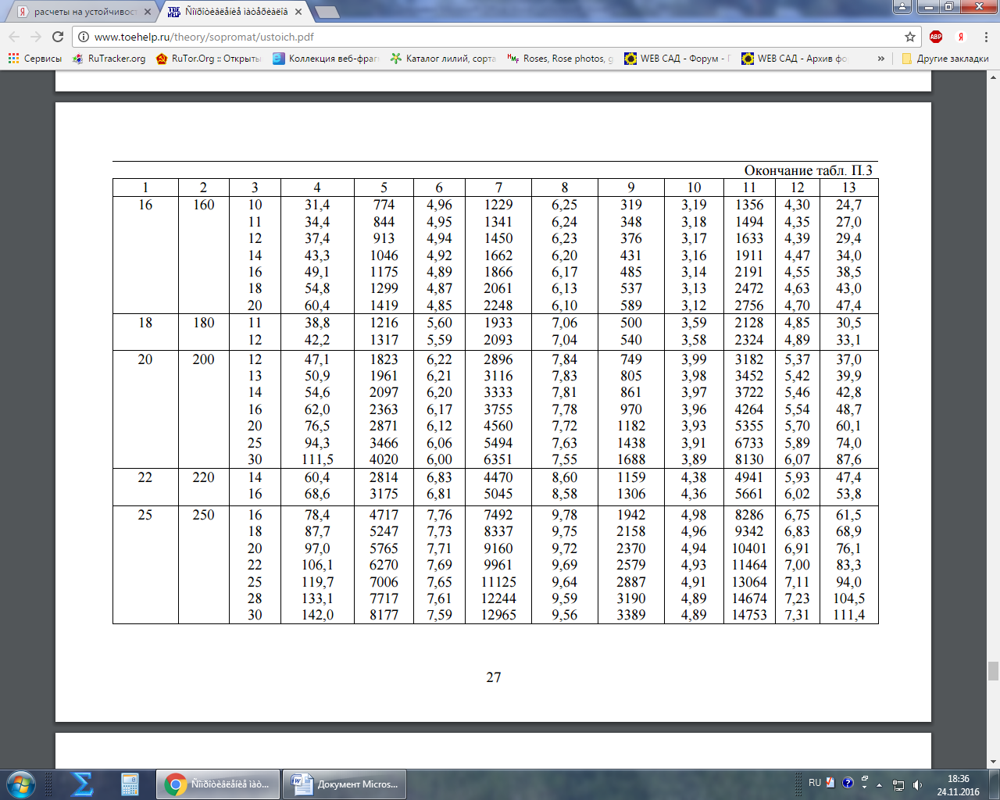 расчеты на устойчивост
Ñîïðîòèâëåíèå ìàòåðèàëîâ
www.toehelp.ru/theory/sopromat/ustoich.pdf
Сервисы RuTracker.org RuTor.Org :: Открыты Коллекция веб-фраг Каталог лилий, сорта Roses, Rose photos, g WEB САД - Форум - Г WEB САД - Архив фо » Другие закладки
Окончание табл. П.3
1 2 3 4 5 6 7 8 9 10 11 12 13
16 160 10 31,4 774 4,96 1229 6,25 319 3,19 1356 4,30 24,7
11 34,4 844 4,95 1341 6,24 348 3,18 1494 4,35 27,0
12 37,4 913 4,94 1450 6,23 376 3,17 1633 4,39 29,4
14 43,3 1046 4,92 1662 6,20 431 3,16 1911 4,47 34,0
16 49,1 1175 4,89 1866 6,17 485 3,14 2191 4,55 38,5
18 54,8 1299 4,87 2061 6,13 537 3,13 2472 4,63 43,0
20 60,4 1419 4,85 2248 6,10 589 3,12 2756 4,70 47,4
18 180 11 38,8 1216 5,60 1933 7,06 500 3,59 2128 4,85 30,5
12 42,2 1317 5,59 2093 7,04 540 3,58 2324 4,89 33,1
20 200 12 47,1 1823 6,22 2896 7,84 749 3,99 3182 5,37 37,0
13 50,9 1961 6,21 3116 7,83 805 3,98 3452 5,42 39,9
14 54,6 2097 6,20 3333 7,81 861 3,97 3722 5,46 42,8
16 62,0 2363 6,17 3755 7,78 970 3,96 4264 5,54 48,7
20 76,5 2871 6,12 4560 7,72 1182 3,93 5355 5,70 60,1
25 94,3 3466 6,06 5494 7,63 1438 3,91 6733 5,89 74,0
30 111,5 4020 6,00 6351 7,55 1688 3,89 8130 6,07 87,6
22 220 14 60,4 2814 6,83 4470 8,60 1159 4,38 4941 5,93 47,4
16 68,6 3175 6,81 5045 8,58 1306 4,36 5661 6,02 53,8
25 250 16 78,4 4717 7,76 7492 9,78 1942 4,98 8286 6,75 61,5
18 87,7 5247 7,73 8337 9,75 2158 4,96 9342 6,83 68,9
20 97,0 5765 7,71 9160 9,72 2370 4,94 10401 6,91 76,1
22 106,1 6270 7,69 9961 9,69 2579 4,93 11464 7,00 83,3
25 119,7 7006 7,65 11125 9,64 2887 4,91 13064 7,11 94,0
28 133,1 7717 7,61 12244 9,59 3190 4,89 14674 7,23 104,5
30 142,0 8177 7,59 12965 9,56 3389 4,89 14753 7,31 111,4
27
Ñîïðîòèâëåíèå ìàòî... Документ Micros... RU 18:36
24.11.2016